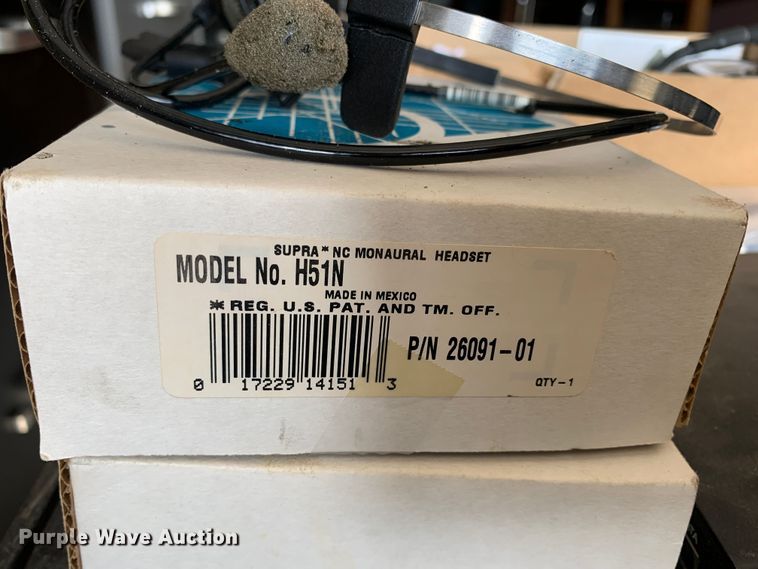 SUPRA* NC MONAURAL HEADSET
MODEL No. H51N
MADE IN MEXICO
* REG. U.S. PAT. AND TM. OFF.
P/N 26091-01
0 17229 14151 3
QTY-1
Purple Wave Auction